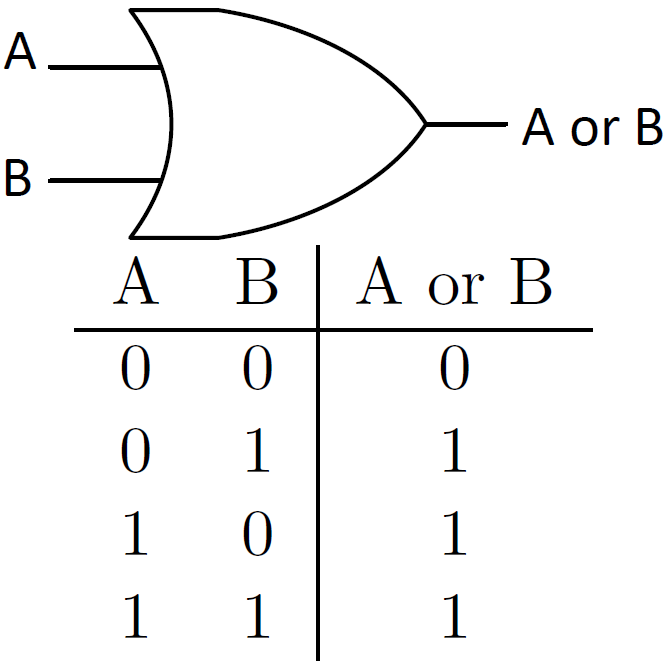 A
A or B
B
A B A or B
0 0 0
0 1 1
1 0 1
1 1 1